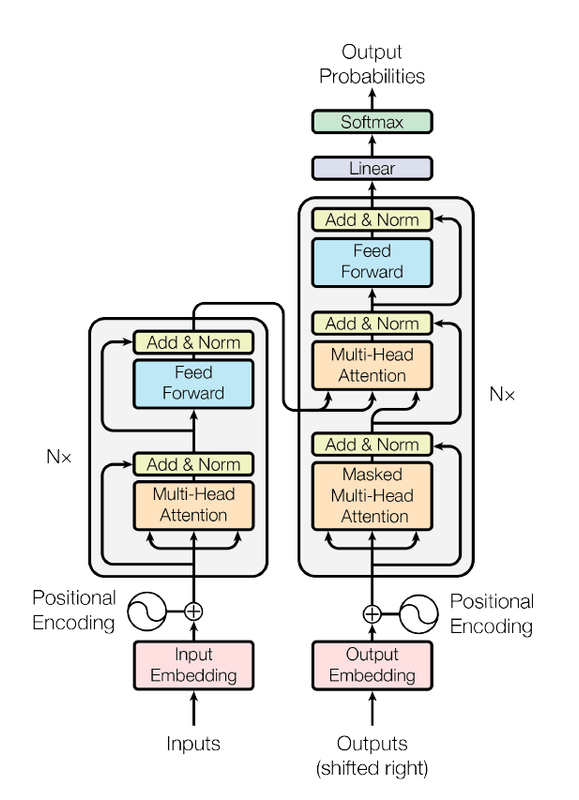 Output
Probabilities
Softmax
Linear
Add & Norm
Feed
Forward
Add & Norm
Multi-Head
Attention
Add & Norm
Masked
Multi-Head
Attention
N×
Add & Norm
Feed
Forward
Add & Norm
Multi-Head
Attention
N×
Positional
Encoding
Positional
Encoding
Input
Embedding
Output
Embedding
Inputs
Outputs
(shifted right)